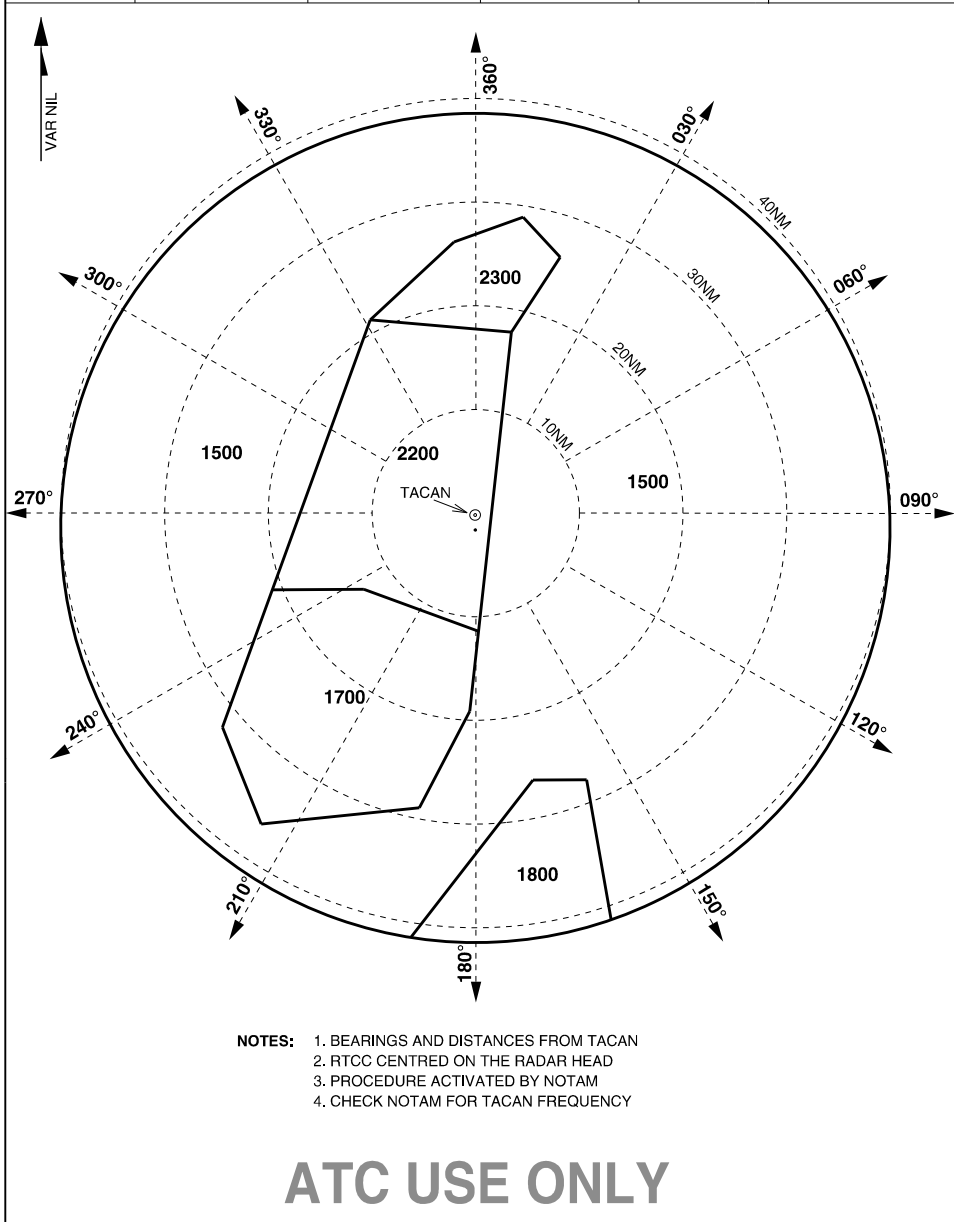 VAR NIL
360°
330°
030°
40NM
300°
060°
30NM
2300
20NM
10NM
1500
2200
1500
TACAN
270°
090°
1700
240°
120°
1800
210°
150°
180°
NOTES: 1. BEARINGS AND DISTANCES FROM TACAN
2. RTCC CENTRED ON THE RADAR HEAD
3. PROCEDURE ACTIVATED BY NOTAM
4. CHECK NOTAM FOR TACAN FREQUENCY
ATC USE ONLY